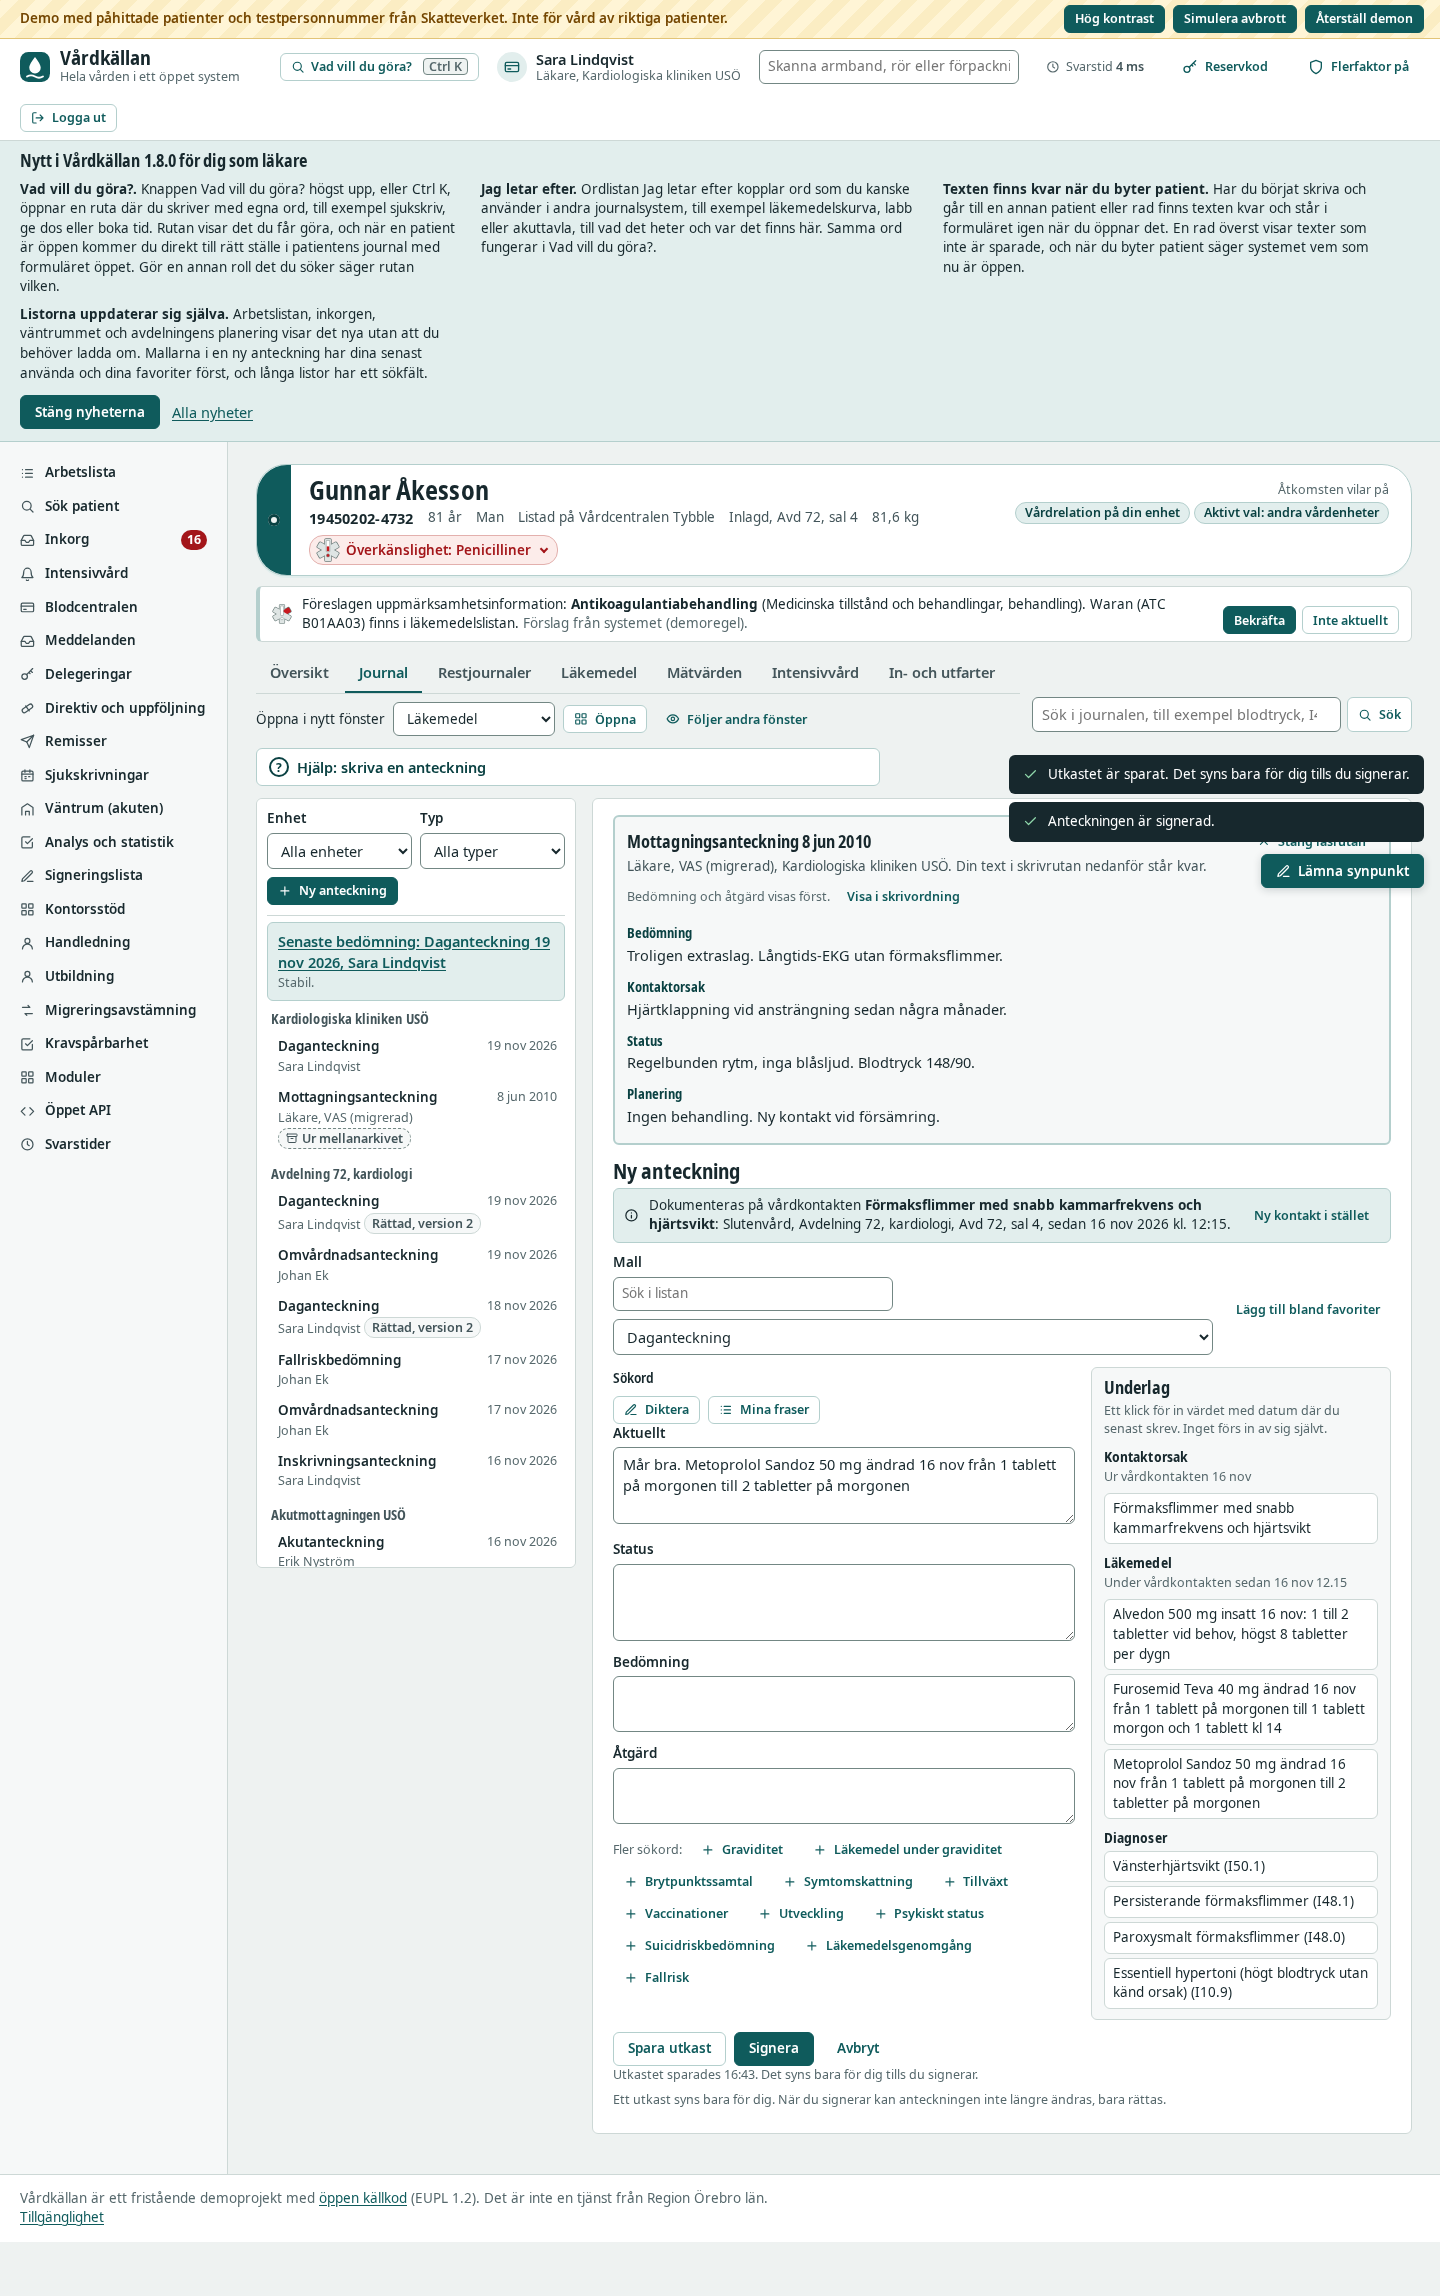 Demo med påhittade patienter och testpersonnummer från Skatteverket. Inte för vård av riktiga patienter.
Hög kontrast
Simulera avbrott
Återställ demon
Vårdkällan
Hela vården i ett öppet system
Vad vill du göra? Ctrl K
Sara Lindqvist
Läkare, Kardiologiska kliniken USÖ
Skanna armband, rör eller förpackni
Svarstid 4 ms
Reservkod
Flerfaktor på
Logga ut
Nytt i Vårdkällan 1.8.0 för dig som läkare
Vad vill du göra?. Knappen Vad vill du göra? högst upp, eller Ctrl K,
öppnar en ruta där du skriver med egna ord, till exempel sjukskriv,
ge dos eller boka tid. Rutan visar det du får göra, och när en patient
är öppen kommer du direkt till rätt ställe i patientens journal med
formuläret öppet. Gör en annan roll det du söker säger rutan
vilken.
Jag letar efter. Ordlistan Jag letar efter kopplar ord som du kanske
använder i andra journalsystem, till exempel läkemedelskurva, labb
eller akuttavla, till vad det heter och var det finns här. Samma ord
fungerar i Vad vill du göra?.
Texten finns kvar när du byter patient. Har du börjat skriva och
går till en annan patient eller rad finns texten kvar och står i
formuläret igen när du öppnar det. En rad överst visar texter som
inte är sparade, och när du byter patient säger systemet vem som
nu är öppen.
Listorna uppdaterar sig själva. Arbetslistan, inkorgen,
väntrummet och avdelningens planering visar det nya utan att du
behöver ladda om. Mallarna i en ny anteckning har dina senast
använda och dina favoriter först, och långa listor har ett sökfält.
Stäng nyheterna
Alla nyheter
Arbetslista
Sök patient
Inkorg 16
Intensivvård
Blodcentralen
Meddelanden
Delegeringar
Direktiv och uppföljning
Remisser
Sjukskrivningar
Väntrum (akuten)
Analys och statistik
Signeringslista
Kontorsstöd
Handledning
Utbildning
Migreringsavstämning
Kravspårbarhet
Moduler
Öppet API
Svarstider
Gunnar Åkesson
19450202-4732 81 år Man Listad på Vårdcentralen Tybble Inlagd, Avd 72, sal 4 81,6 kg
Överkänslighet: Penicilliner
Åtkomsten vilar på
Vårdrelation på din enhet
Aktivt val: andra vårdenheter
Föreslagen uppmärksamhetsinformation: Antikoagulantiabehandling (Medicinska tillstånd och behandlingar, behandling). Waran (ATC
B01AA03) finns i läkemedelslistan. Förslag från systemet (demoregel).
Bekräfta
Inte aktuellt
Översikt
Journal
Restjournaler
Läkemedel
Mätvärden
Intensivvård
In- och utfarter
Öppna i nytt fönster
Läkemedel
Öppna
Följer andra fönster
Sök i journalen, till exempel blodtryck, I4
Sök
? Hjälp: skriva en anteckning
Utkastet är sparat. Det syns bara för dig tills du signerar.
Anteckningen är signerad.
Stäng läsrutan
Lämna synpunkt
Enhet
Alla enheter
Typ
Alla typer
Ny anteckning
Senaste bedömning: Daganteckning 19
nov 2026, Sara Lindqvist
Stabil.
Kardiologiska kliniken USÖ
Daganteckning 19 nov 2026
Sara Lindqvist
Mottagningsanteckning 8 jun 2010
Läkare, VAS (migrerad)
Ur mellanarkivet
Avdelning 72, kardiologi
Daganteckning 19 nov 2026
Sara Lindqvist Rättad, version 2
Omvårdnadsanteckning 19 nov 2026
Johan Ek
Daganteckning 18 nov 2026
Sara Lindqvist Rättad, version 2
Fallriskbedömning 17 nov 2026
Johan Ek
Omvårdnadsanteckning 17 nov 2026
Johan Ek
Inskrivningsanteckning 16 nov 2026
Sara Lindqvist
Akutmottagningen USÖ
Akutanteckning 16 nov 2026
Erik Nyström
Mottagningsanteckning 8 jun 2010
Läkare, VAS (migrerad), Kardiologiska kliniken USÖ. Din text i skrivrutan nedanför står kvar.
Bedömning och åtgärd visas först. Visa i skrivordning
Bedömning
Troligen extraslag. Långtids-EKG utan förmaksflimmer.
Kontaktorsak
Hjärtklappning vid ansträngning sedan några månader.
Status
Regelbunden rytm, inga blåsljud. Blodtryck 148/90.
Planering
Ingen behandling. Ny kontakt vid försämring.
Ny anteckning
Dokumenteras på vårdkontakten Förmaksflimmer med snabb kammarfrekvens och
hjärtsvikt: Slutenvård, Avdelning 72, kardiologi, Avd 72, sal 4, sedan 16 nov 2026 kl. 12:15.
Ny kontakt i stället
Mall
Sök i listan
Daganteckning
Lägg till bland favoriter
Sökord
Diktera
Mina fraser
Aktuellt
Mår bra. Metoprolol Sandoz 50 mg ändrad 16 nov från 1 tablett
på morgonen till 2 tabletter på morgonen
Status
Bedömning
Åtgärd
Fler sökord: Graviditet Läkemedel under graviditet
Brytpunktssamtal Symtomskattning Tillväxt
Vaccinationer Utveckling Psykiskt status
Suicidriskbedömning Läkemedelsgenomgång
Fallrisk
Underlag
Ett klick för in värdet med datum där du
senast skrev. Inget förs in av sig självt.
Kontaktorsak
Ur vårdkontakten 16 nov
Förmaksflimmer med snabb
kammarfrekvens och hjärtsvikt
Läkemedel
Under vårdkontakten sedan 16 nov 12.15
Alvedon 500 mg insatt 16 nov: 1 till 2
tabletter vid behov, högst 8 tabletter
per dygn
Furosemid Teva 40 mg ändrad 16 nov
från 1 tablett på morgonen till 1 tablett
morgon och 1 tablett kl 14
Metoprolol Sandoz 50 mg ändrad 16
nov från 1 tablett på morgonen till 2
tabletter på morgonen
Diagnoser
Vänsterhjärtsvikt (I50.1)
Persisterande förmaksflimmer (I48.1)
Paroxysmalt förmaksflimmer (I48.0)
Essentiell hypertoni (högt blodtryck utan
känd orsak) (I10.9)
Spara utkast
Signera
Avbryt
Utkastet sparades 16:43. Det syns bara för dig tills du signerar.
Ett utkast syns bara för dig. När du signerar kan anteckningen inte längre ändras, bara rättas.
Vårdkällan är ett fristående demoprojekt med öppen källkod (EUPL 1.2). Det är inte en tjänst från Region Örebro län.
Tillgänglighet